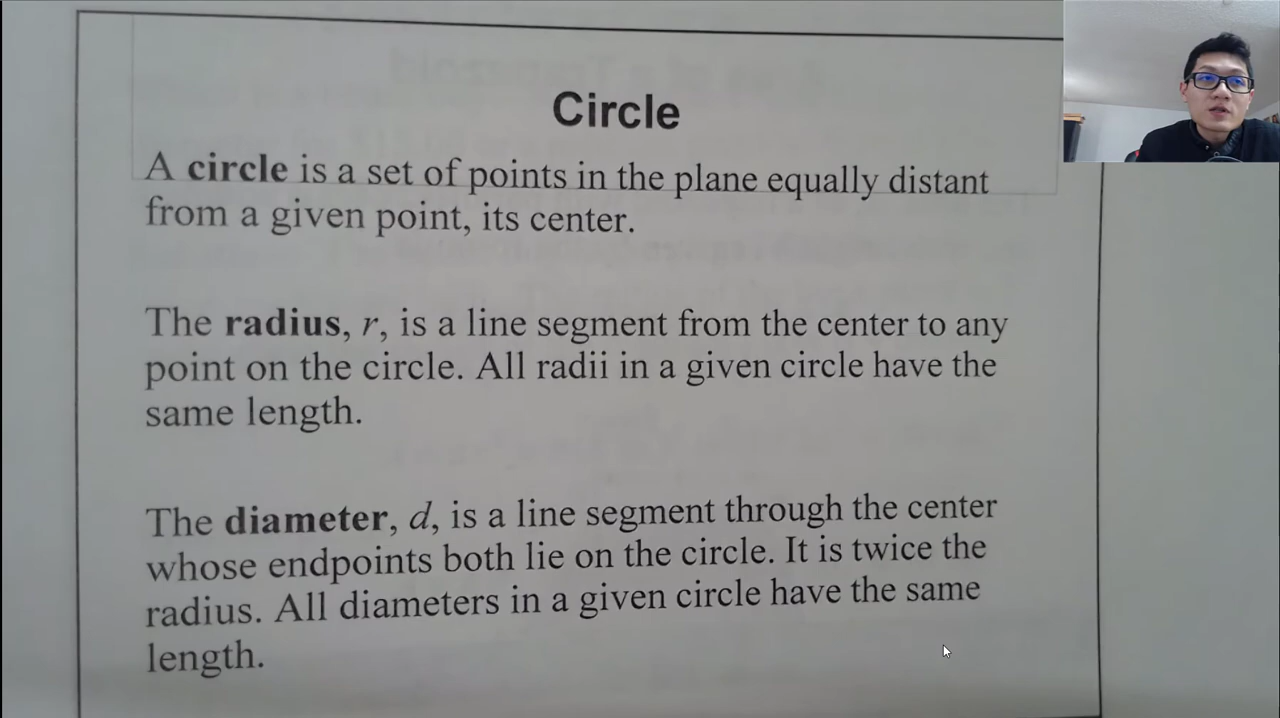 Circle
A circle is a set of points in the plane equally distant
from a given point, its center.
The radius, r, is a line segment from the center to any
point on the circle. All radii in a given circle have the
same length.
The diameter, d, is a line segment through the center
whose endpoints both lie on the circle. It is twice the
radius. All diameters in a given circle have the same
length.